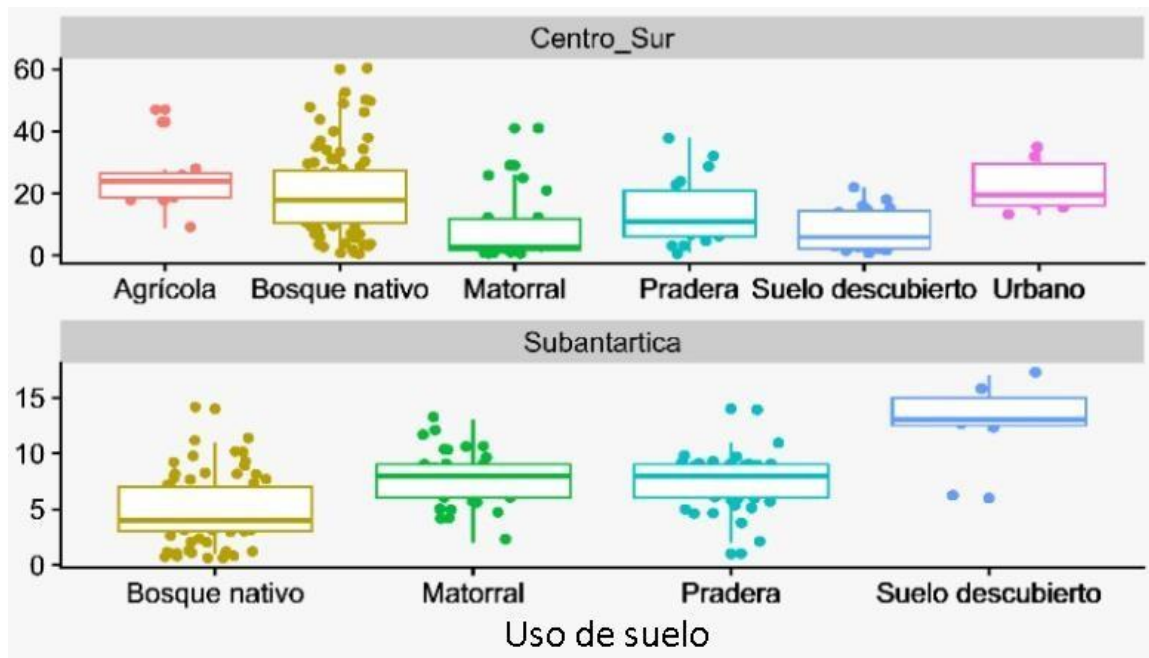 Centro_Sur
60
40
20
0
Agrícola Bosque nativo Matorral Pradera Suelo descubierto Urbano
Subantartica
15
10
5
0
Bosque nativo Matorral Pradera Suelo descubierto
Uso de suelo